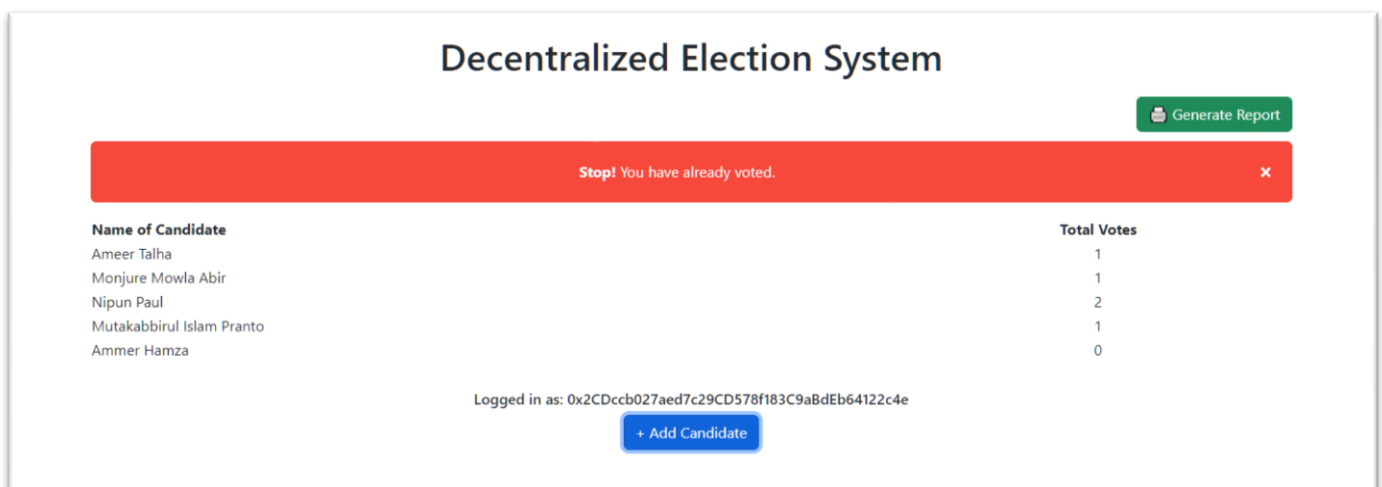 Decentralized Election System
Generate Report
Stop! You have already voted. ×
Name of Candidate Total Votes
Ameer Talha 1
Monjure Mowla Abir 1
Nipun Paul 2
Mutakabbirul Islam Pranto 1
Ammer Hamza 0
Logged in as: 0x2CDccb027aed7c29CD578f183C9aBdEb64122c4e
+ Add Candidate